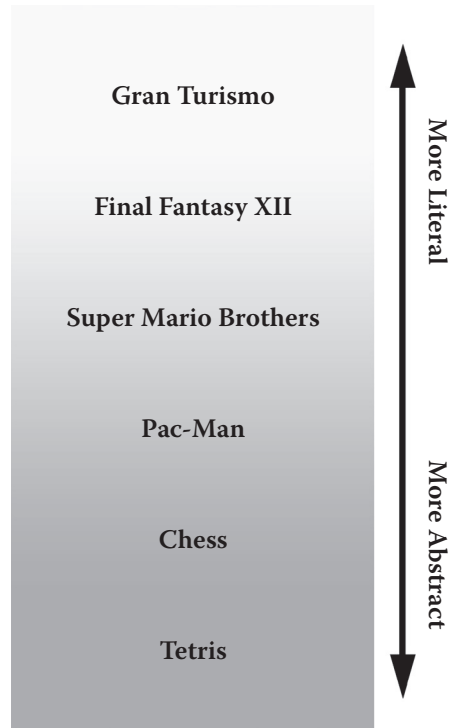 Gran Turismo
Final Fantasy XII
Super Mario Brothers
Pac-Man
Chess
Tetris
More Literal
More Abstract